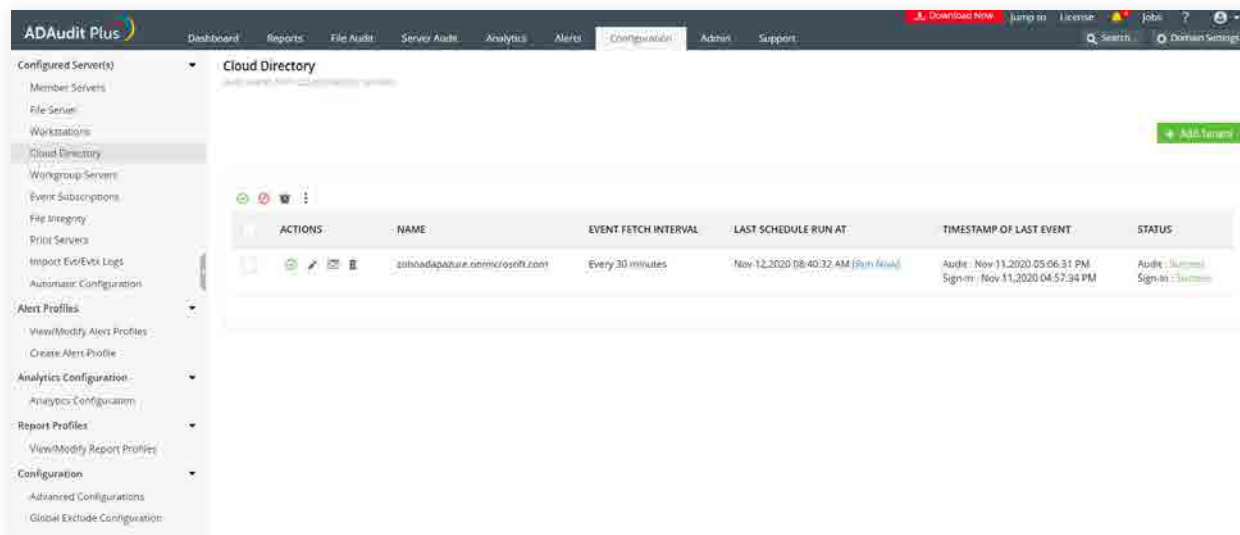 Download Now Jump to License Jobs ?
ADAudit Plus
Dashboard Reports File Audit Server Audit Analytics Alerts Configuration Admin Support
Search Domain Settings
Configured Server(s)
Member Servers
File Server
Workstations
Cloud Directory
Workgroup Servers
Event Subscriptions
File Integrity
Print Servers
Import Evt/Evtx Logs
Automatic Configuration
Alert Profiles
View/Modify Alert Profiles
Create Alert Profile
Analytics Configuration
Analytics Configuration
Report Profiles
View/Modify Report Profiles
Configuration
Advanced Configurations
Global Exclude Configuration
Cloud Directory
+ Add Tenant
ACTIONS NAME EVENT FETCH INTERVAL LAST SCHEDULE RUN AT TIMESTAMP OF LAST EVENT STATUS
zohoadapazure.onmicrosoft.com Every 30 minutes Nov-12,2020 08:40:32 AM [Run Now]
Audit : Nov 11,2020 05:06:31 PM Audit : Success
Sign-in : Nov 11,2020 04:57:34 PM Sign-in : Success